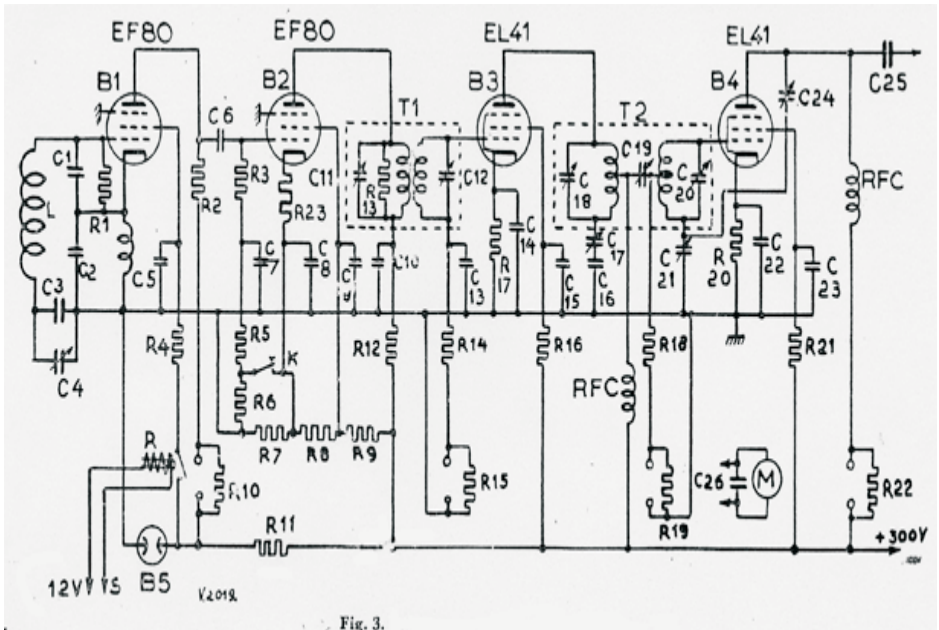 EF80 EF80 EL41 EL41
B1 B2 B3 B4
C6 T1 T2 C24 C25
C1 L R1 R2 R3 C11 R13 C12 C18 C19 C20 RFC
R23
C2 C5 C7 C8 C9 C10 C13 C14 R17 C15 C16 C17 C21 R20 C22 C23
C3
C4 R4 R5 K R12 R14 R16 R18 R21
R6 RFC
R R7 R8 R9
R10 R15 R19 C26 M R22
R11 +300V
12V S B5
V.2012
Fig. 3.